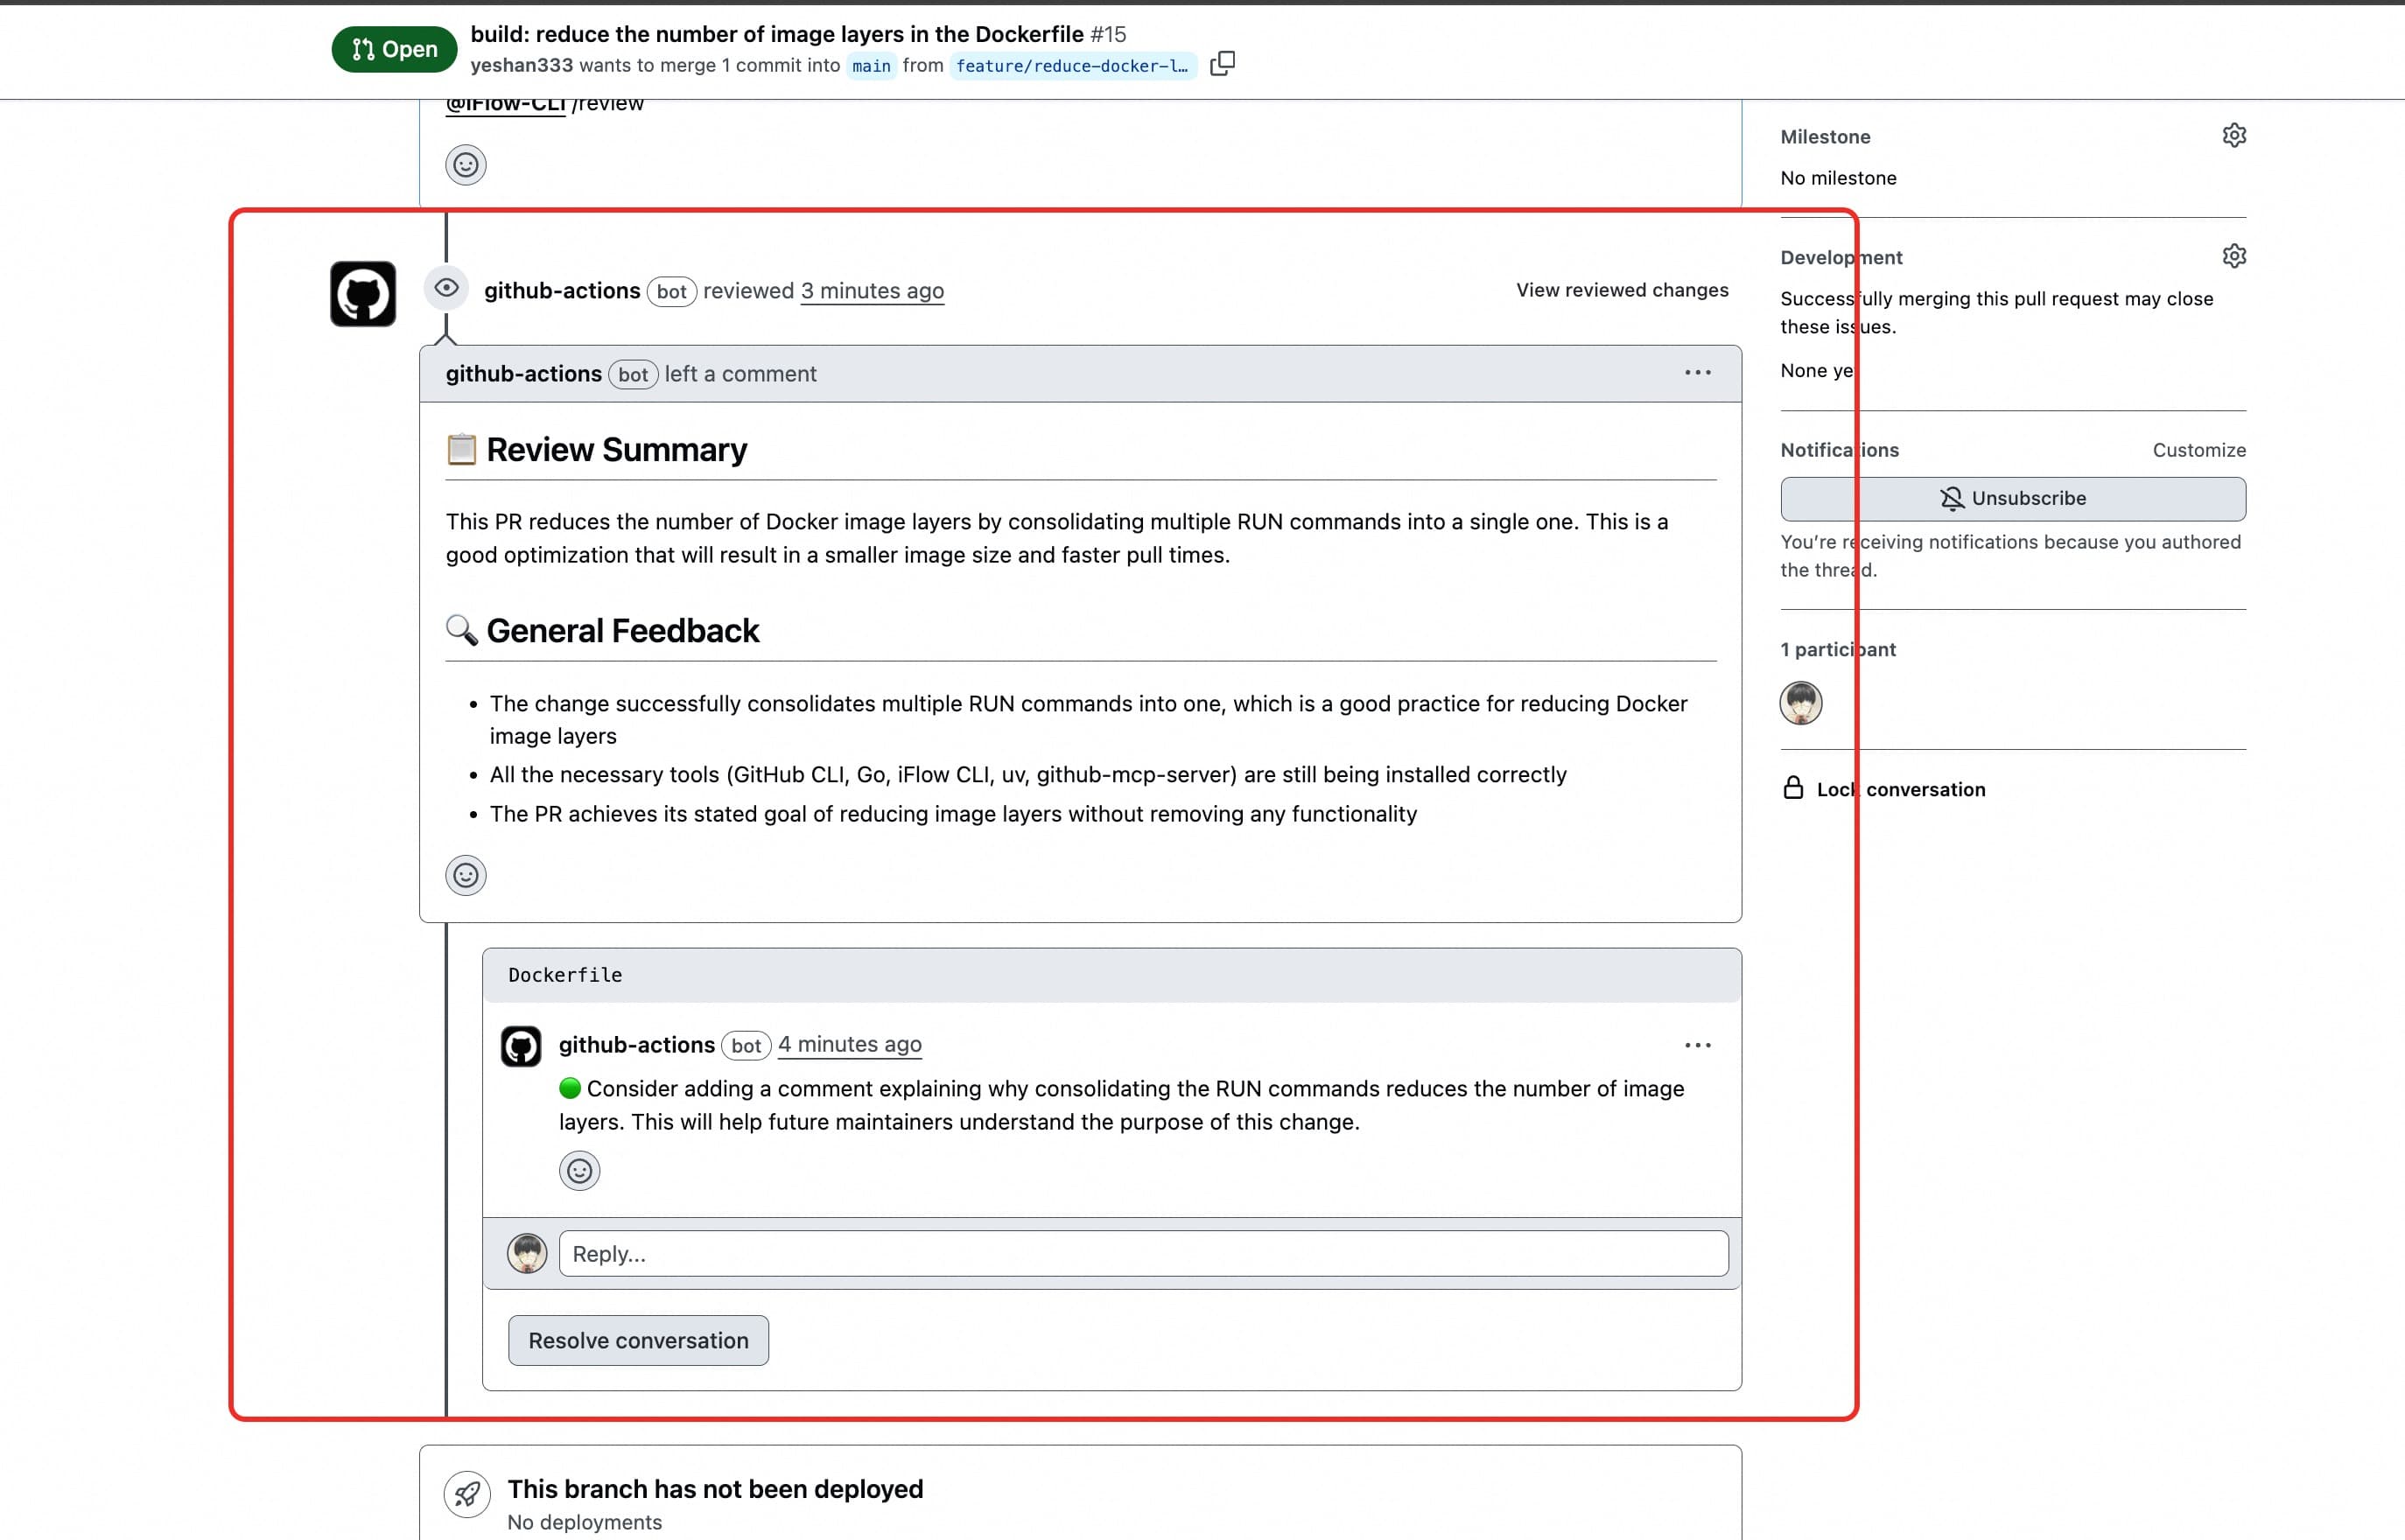 Open
build: reduce the number of image layers in the Dockerfile #15
yeshan333 wants to merge 1 commit into main from feature/reduce-docker-l…
@iFlow-CLI /review
github-actions bot reviewed 3 minutes ago
View reviewed changes
github-actions bot left a comment
📋 Review Summary
This PR reduces the number of Docker image layers by consolidating multiple RUN commands into a single one. This is a
good optimization that will result in a smaller image size and faster pull times.
🔍 General Feedback
• The change successfully consolidates multiple RUN commands into one, which is a good practice for reducing Docker
image layers
• All the necessary tools (GitHub CLI, Go, iFlow CLI, uv, github-mcp-server) are still being installed correctly
• The PR achieves its stated goal of reducing image layers without removing any functionality
Dockerfile
github-actions bot 4 minutes ago
🟢 Consider adding a comment explaining why consolidating the RUN commands reduces the number of image
layers. This will help future maintainers understand the purpose of this change.
Reply...
Resolve conversation
This branch has not been deployed
No deployments
Milestone
No milestone
Development
Successfully merging this pull request may close
these issues.
None ye
Notifications
Customize
Unsubscribe
You're receiving notifications because you authored
the thread.
1 participant
Lock conversation